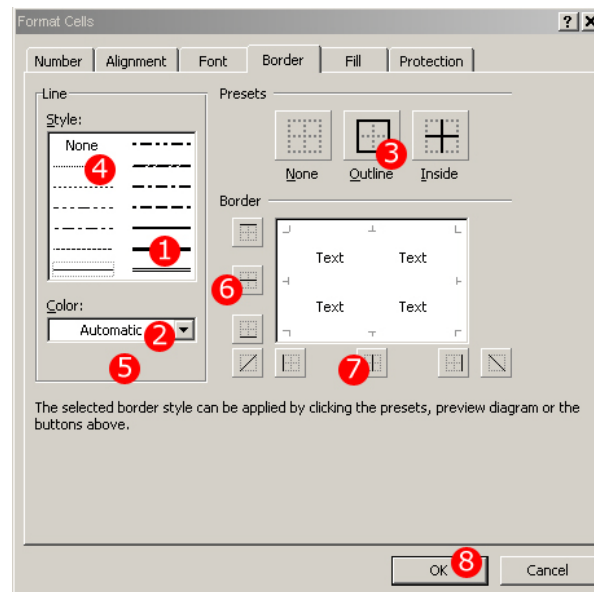 Format Cells ? X
Number Alignment Font Border Fill Protection
Line
Presets
Style:
None
4
3
None Outline Inside
Border
1
Text Text
6
Text Text
Color:
Automatic 2
5
7
The selected border style can be applied by clicking the presets, preview diagram or the
buttons above.
OK 8 Cancel